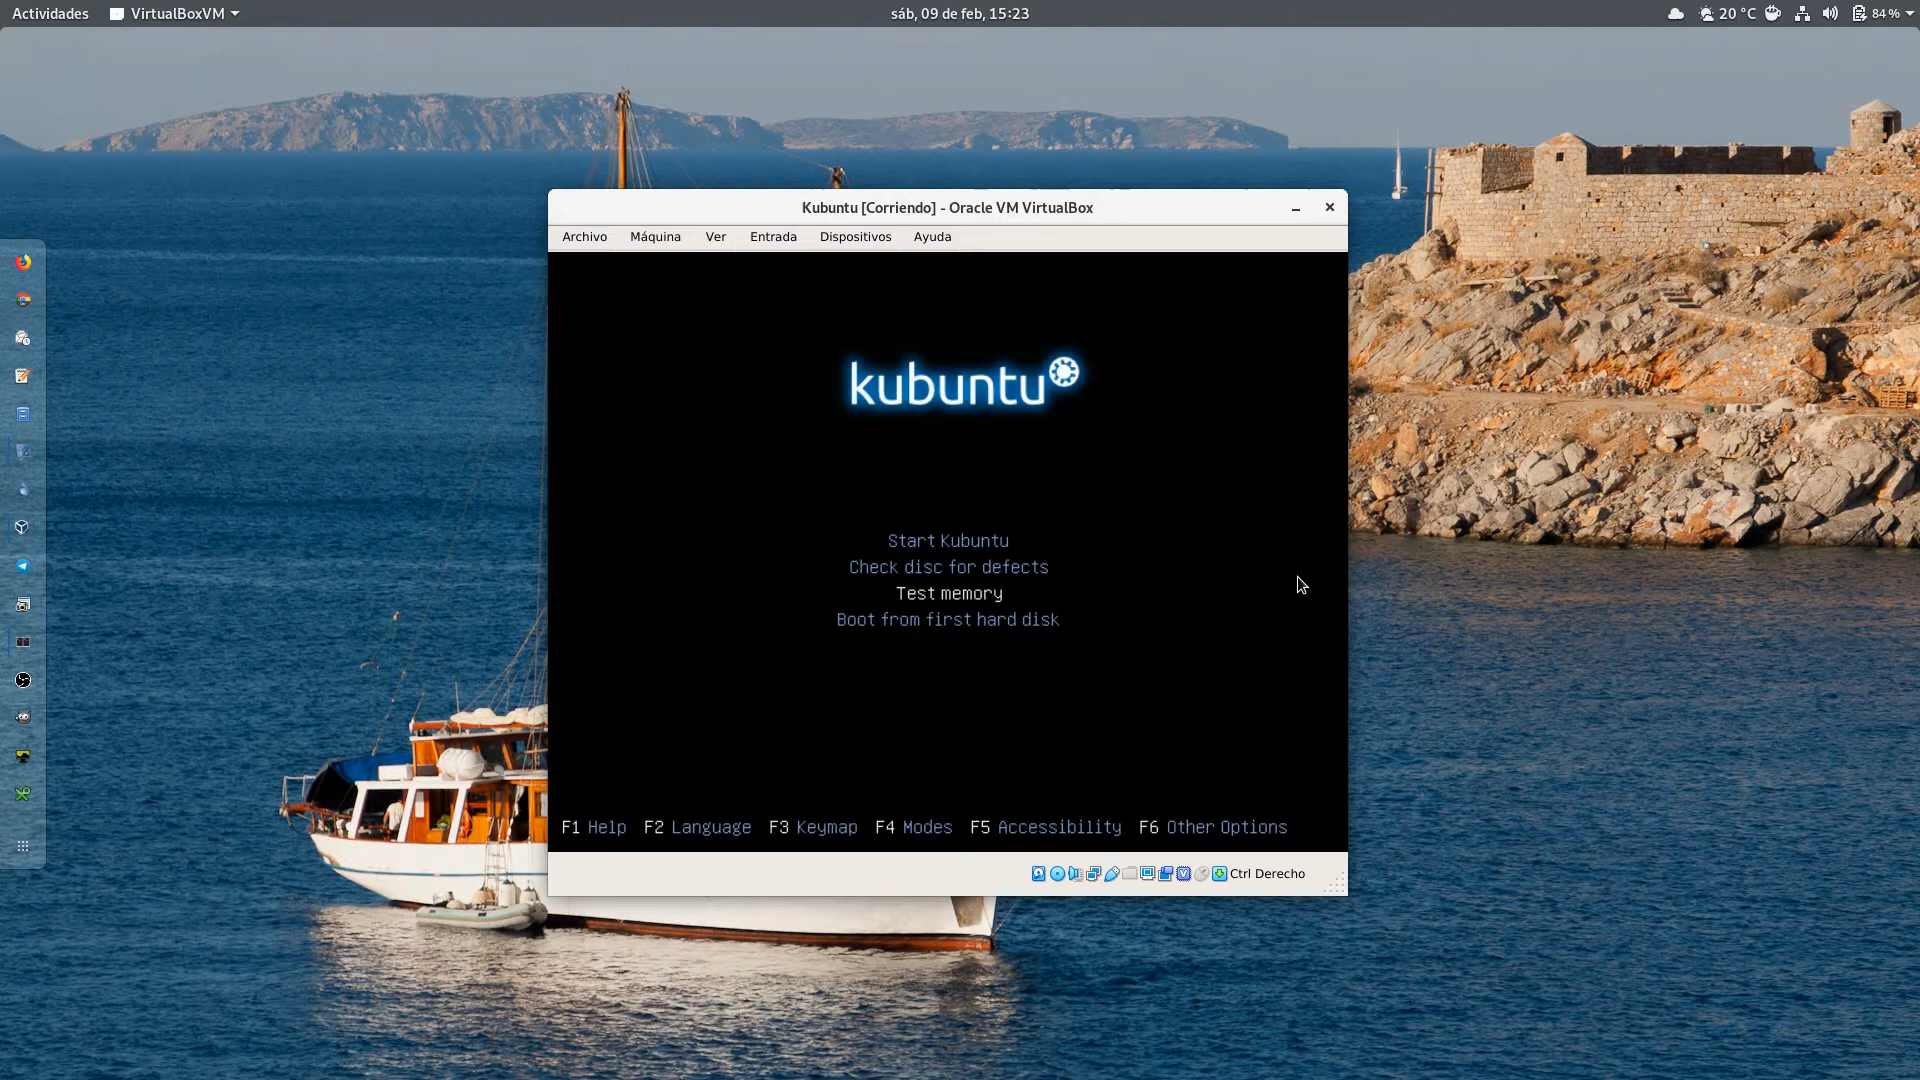 Actividades VirtualBoxVM sáb, 09 de feb, 15:23 20 °C 84 %
Kubuntu [Corriendo] - Oracle VM VirtualBox
Archivo Máquina Ver Entrada Dispositivos Ayuda
kubuntu
Start Kubuntu
Check disc for defects
Test memory
Boot from first hard disk
F1 Help F2 Language F3 Keymap F4 Modes F5 Accessibility F6 Other Options
Ctrl Derecho